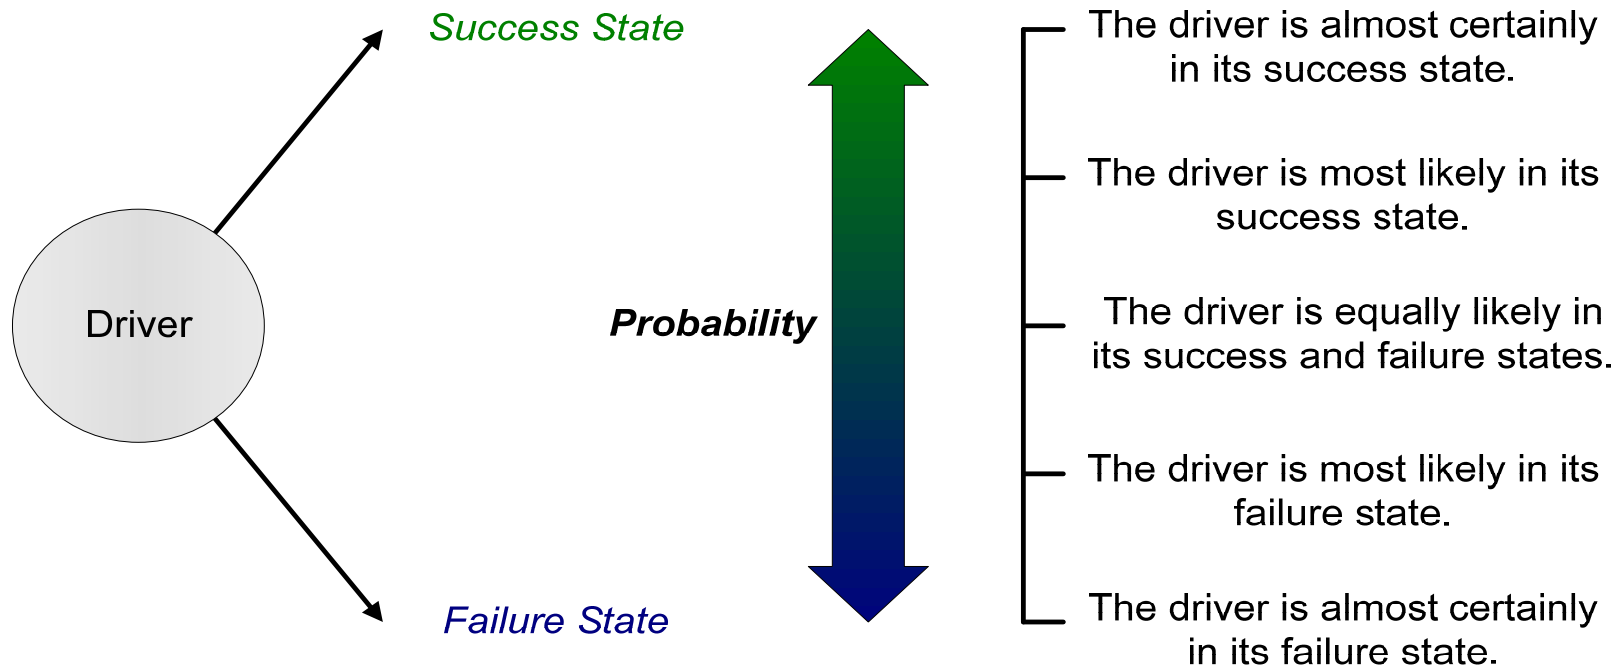 Success State
Driver
Failure State
Probability
The driver is almost certainly
in its success state.
The driver is most likely in its
success state.
The driver is equally likely in
its success and failure states.
The driver is most likely in its
failure state.
The driver is almost certainly
in its failure state.